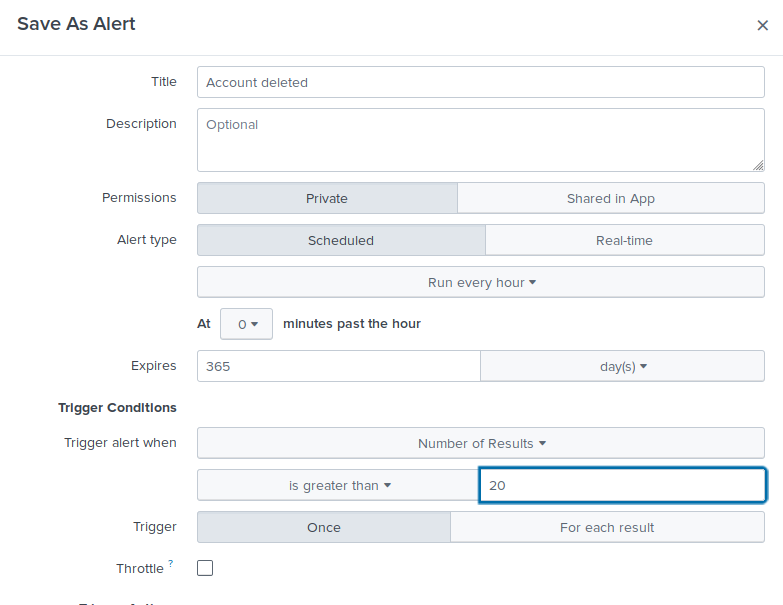 Save As Alert ×
Title Account deleted
Description Optional
Permissions Private Shared in App
Alert type Scheduled Real-time
Run every hour
At 0 minutes past the hour
Expires 365 day(s)
Trigger Conditions
Trigger alert when Number of Results
is greater than 20
Trigger Once For each result
Throttle ?